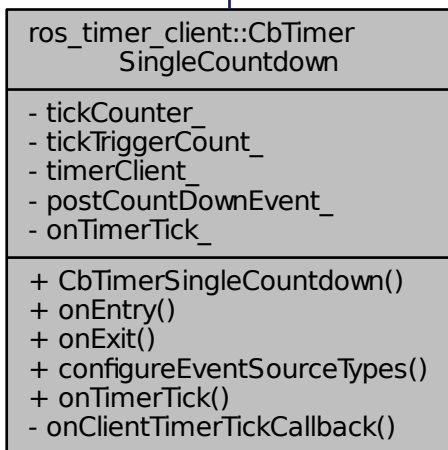 ros_timer_client::CbTimer
SingleCountdown
- tickCounter_
- tickTriggerCount_
- timerClient_
- postCountDownEvent_
- onTimerTick_
+ CbTimerSingleCountdown()
+ onEntry()
+ onExit()
+ configureEventSourceTypes()
+ onTimerTick()
- onClientTimerTickCallback()